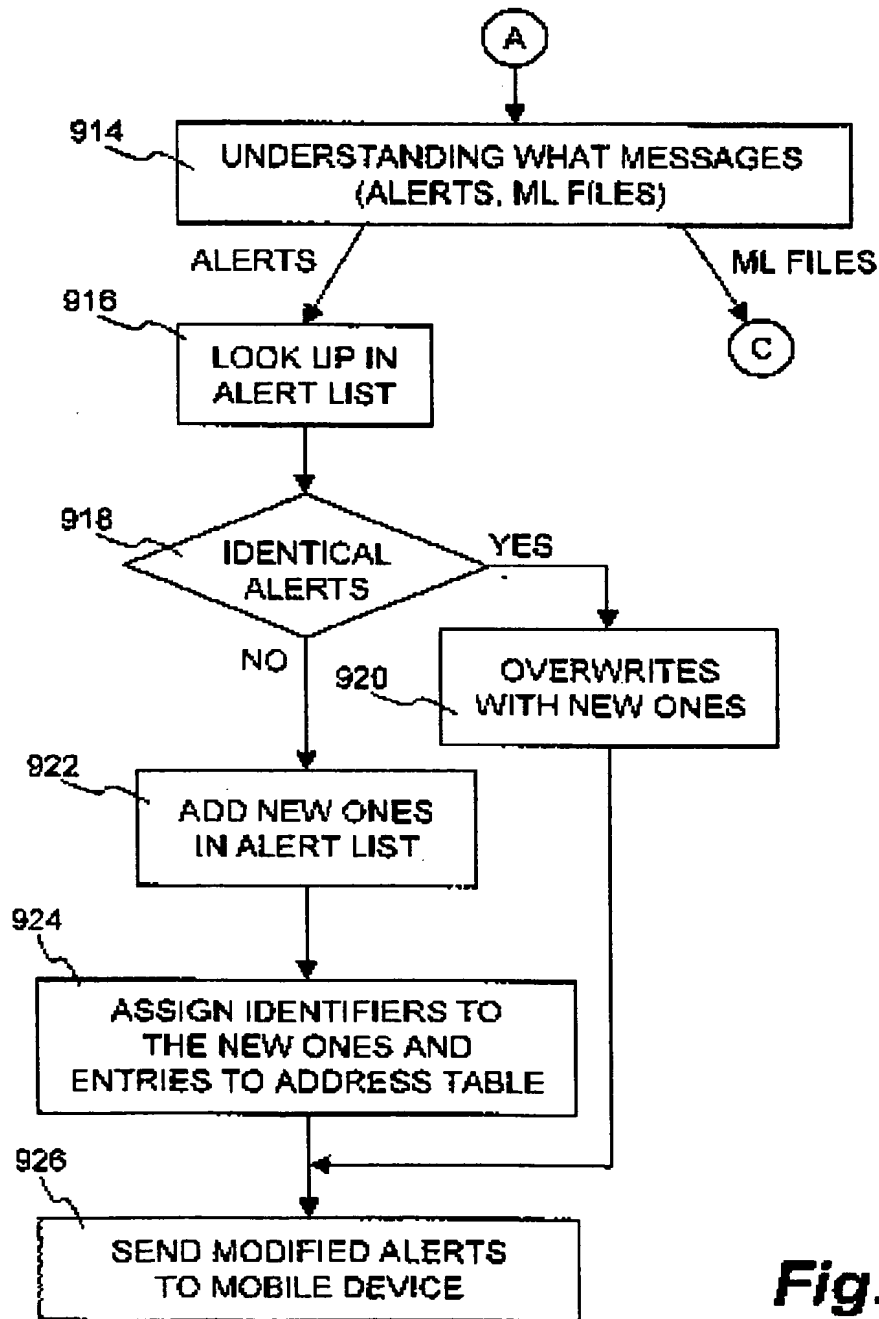 A
914
UNDERSTANDING WHAT MESSAGES
(ALERTS, ML FILES)
ALERTS
ML FILES
916
LOOK UP IN
ALERT LIST
C
918
IDENTICAL
ALERTS
YES
NO
920
OVERWRITES
WITH NEW ONES
922
ADD NEW ONES
IN ALERT LIST
924
ASSIGN IDENTIFIERS TO
THE NEW ONES AND
ENTRIES TO ADDRESS TABLE
926
SEND MODIFIED ALERTS
TO MOBILE DEVICE
Fig.